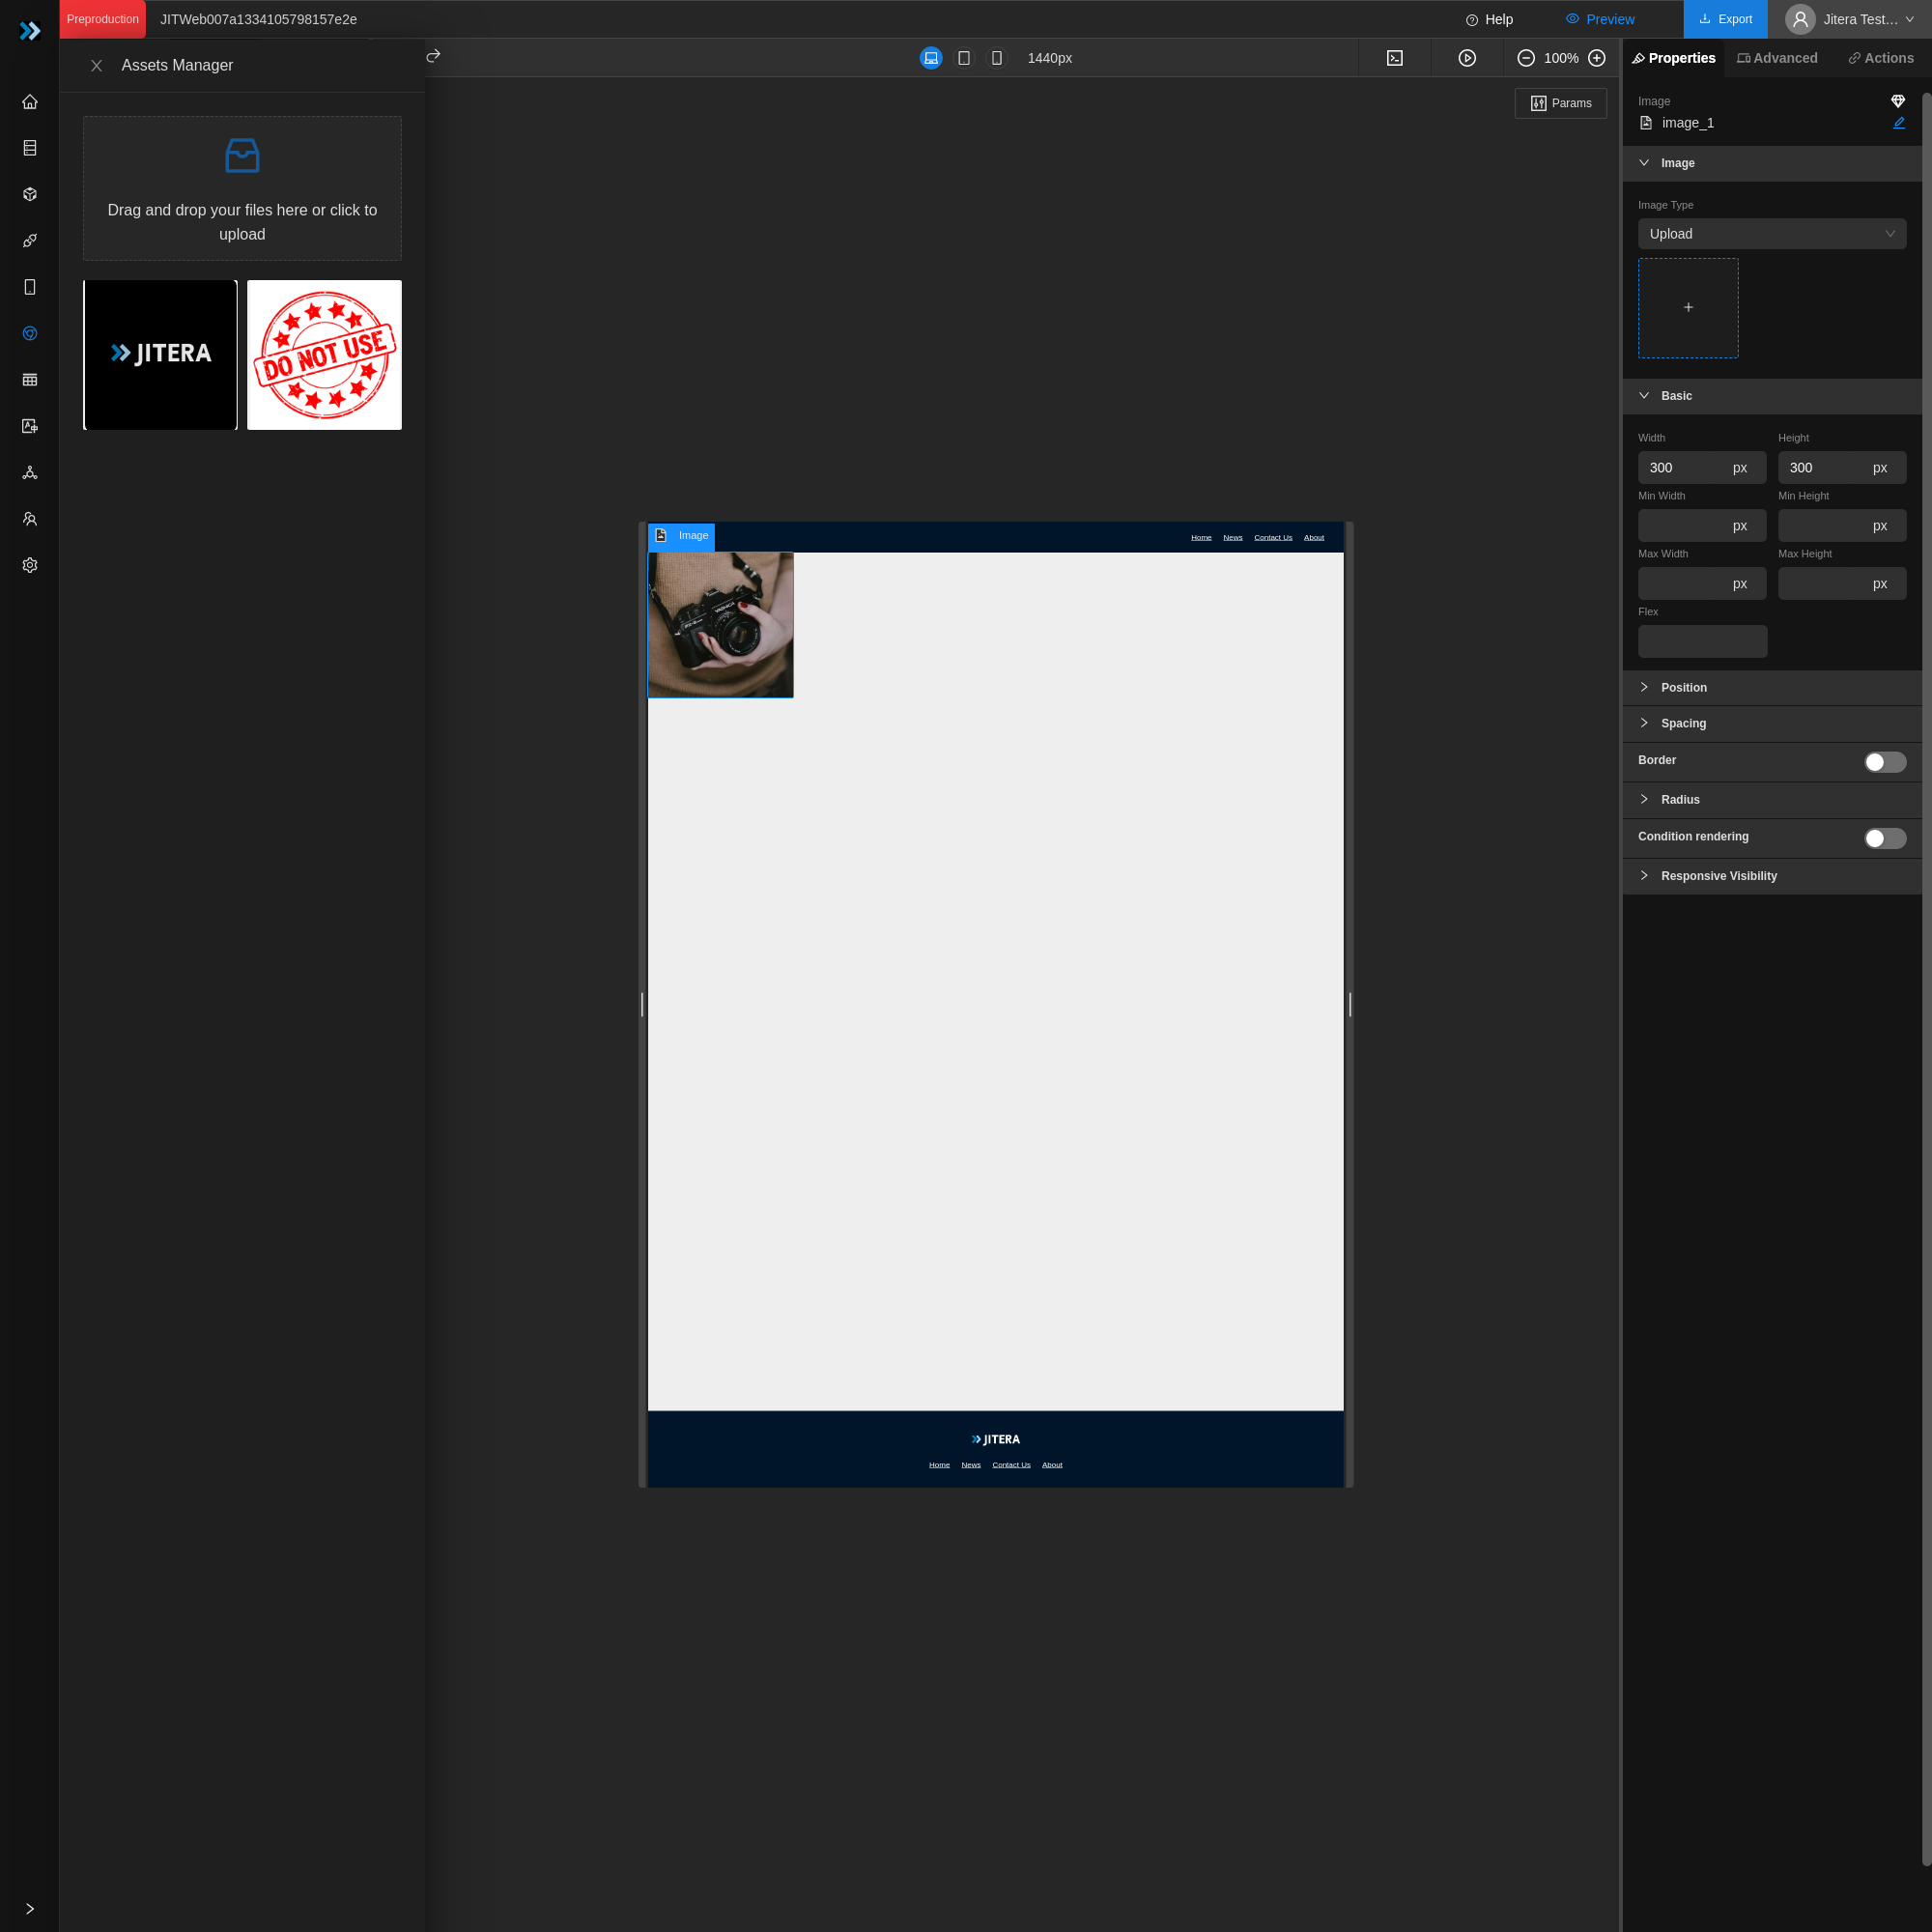 Preproduction
JITWeb007a1334105798157e2e
Help
Preview
Export
Jitera Test...
Assets Manager
1440px
100%
Properties
Advanced
Actions
Params
Image
image_1
Drag and drop your files here or click to
upload
Image
Image Type
Upload
JITERA
DO NOT USE
Basic
Width
Height
300 px
300 px
Min Width
Min Height
px
px
Max Width
Max Height
px
px
Flex
Image
Home
News
Contact Us
About
YASHICA
Position
Spacing
Border
Radius
Condition rendering
Responsive Visibility
JITERA
Home
News
Contact Us
About